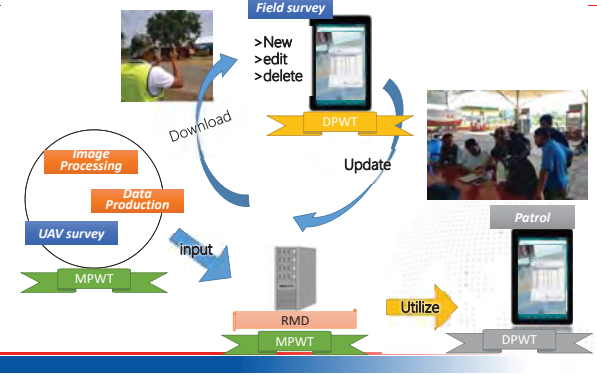 Field survey
>New
>edit
>delete
DPWT
Download
Update
Image
Processing
Data
Production
UAV survey
MPWT
input
RMD
MPWT
Utilize
Patrol
DPWT